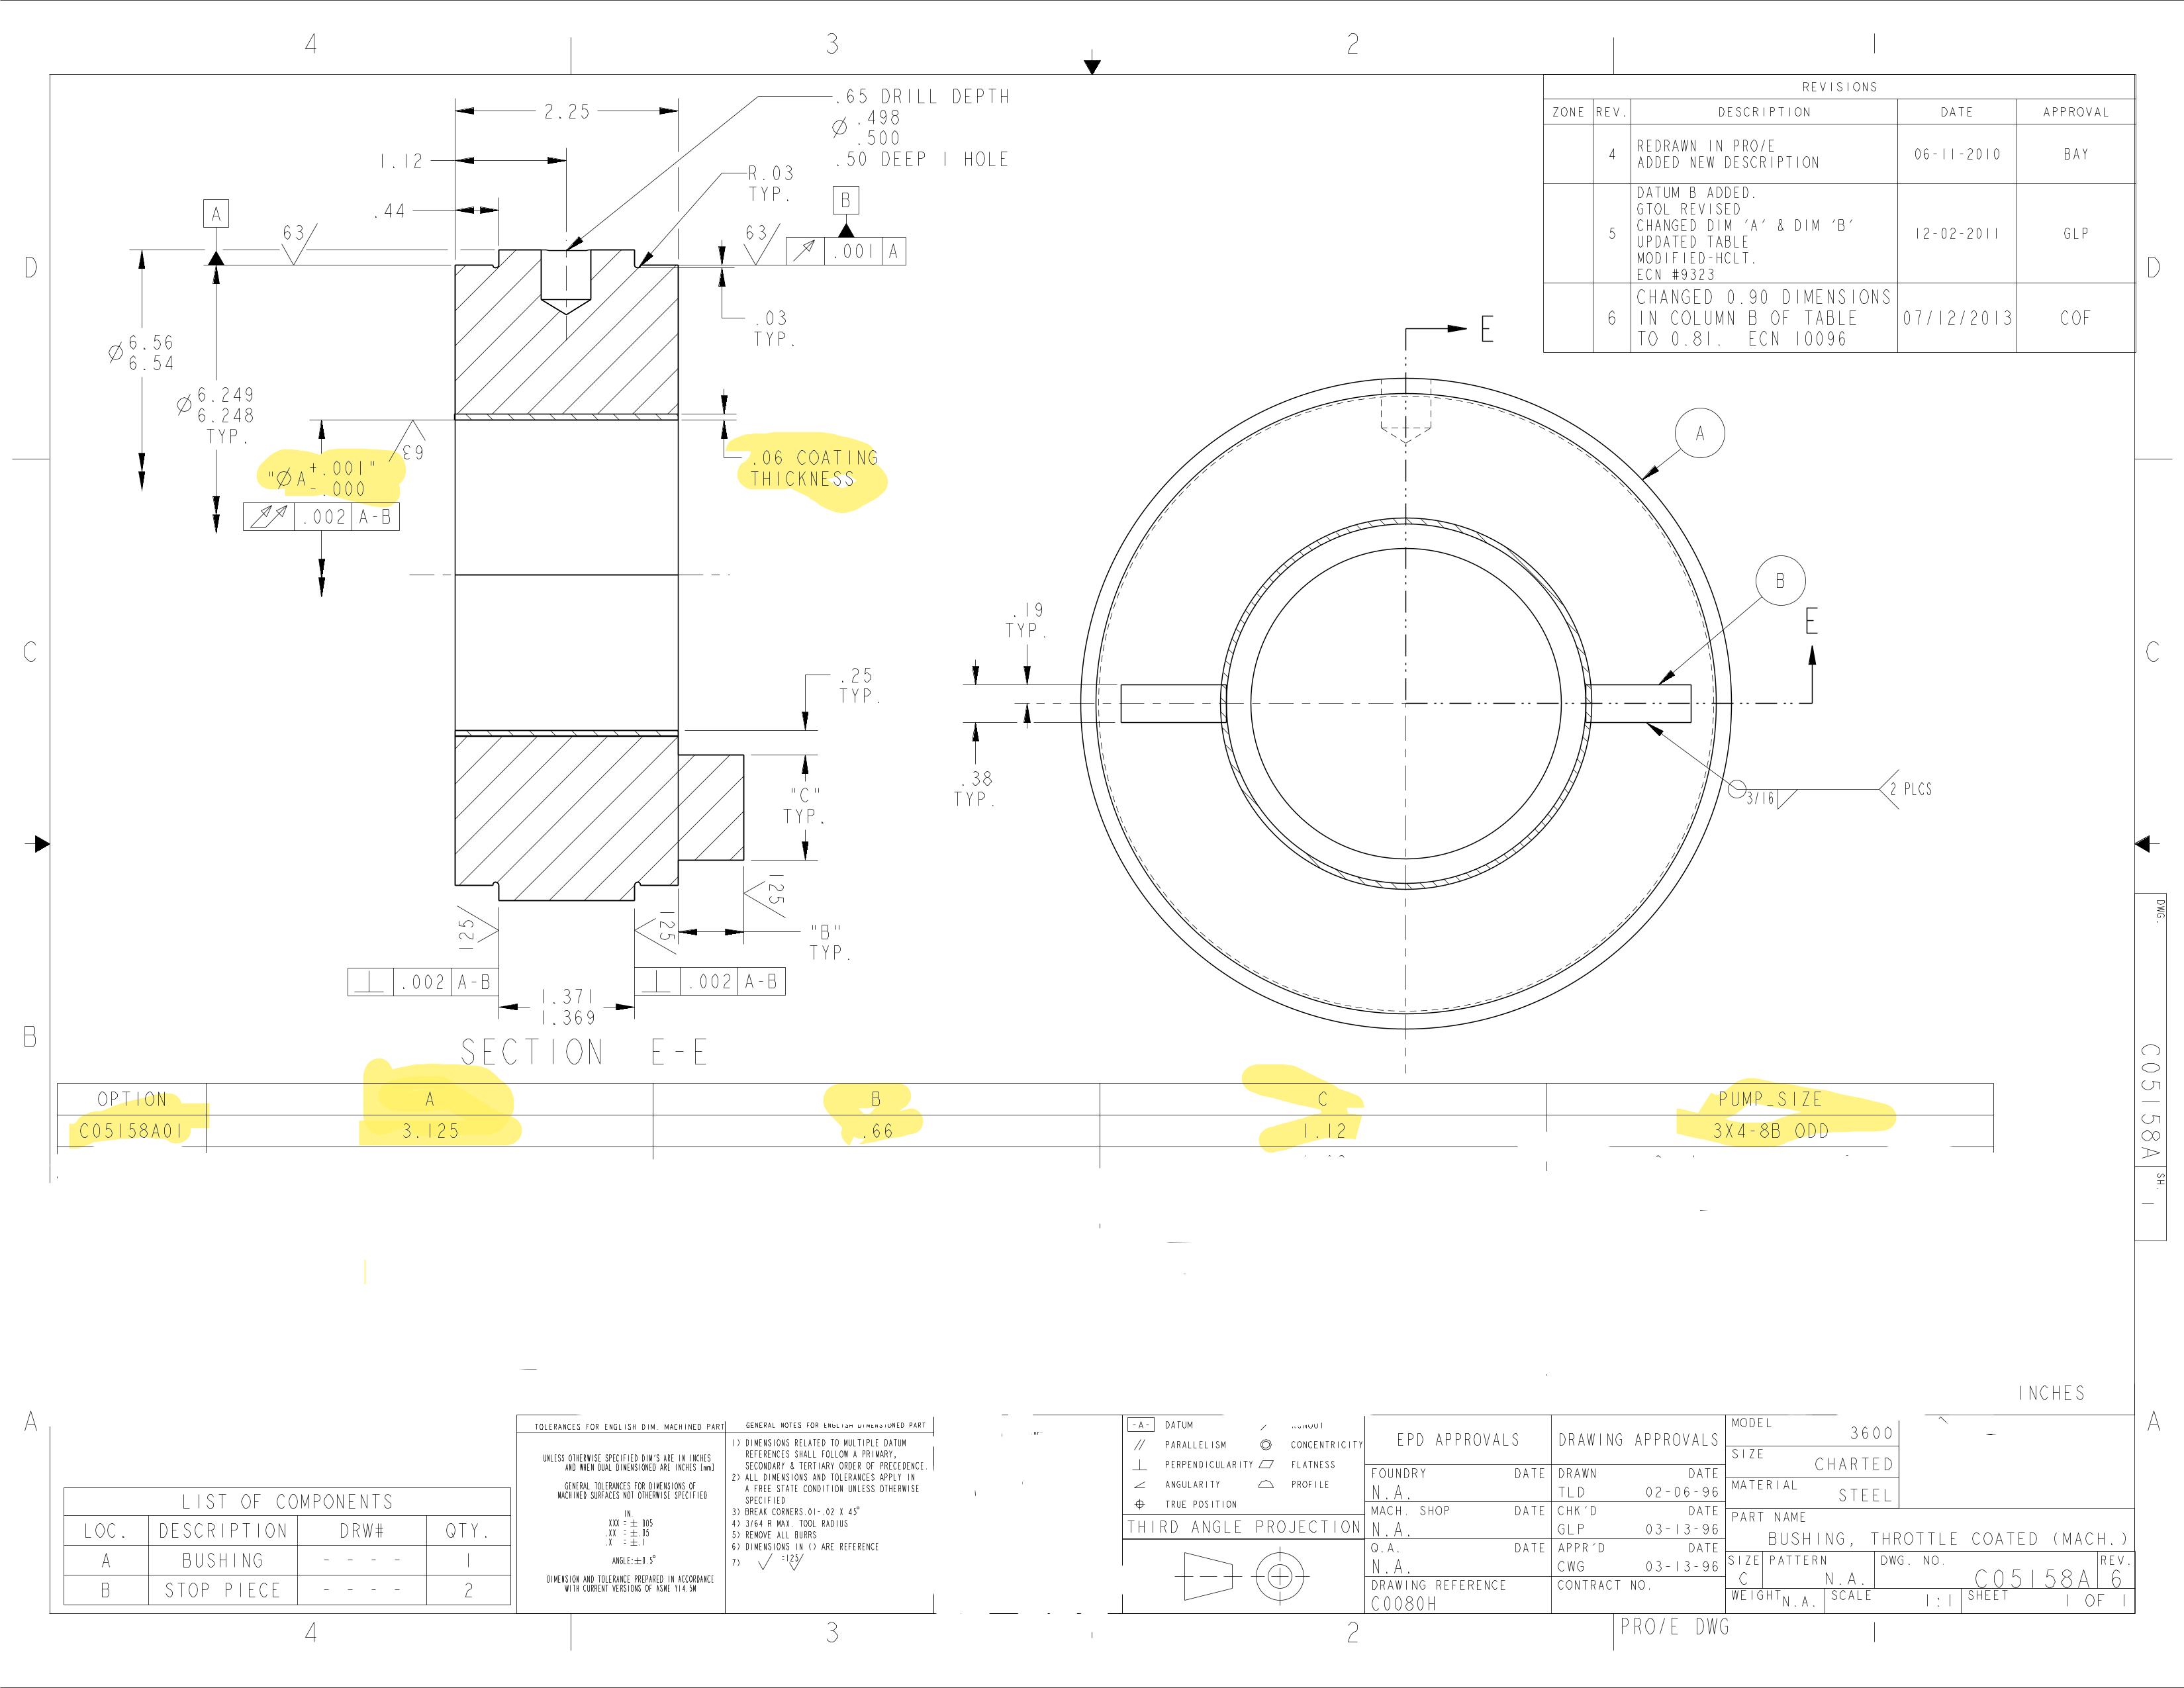 4 3 2 1
REVISIONS
ZONE REV. DESCRIPTION DATE APPROVAL
4 REDRAWN IN PRO/E
ADDED NEW DESCRIPTION 06-11-2010 BAY
5 DATUM B ADDED.
GTOL REVISED
CHANGED DIM 'A' & DIM 'B'
UPDATED TABLE
MODIFIED-HCLT.
ECN #9323 12-02-2011 GLP
6 CHANGED 0.90 DIMENSIONS
IN COLUMN B OF TABLE
TO 0.81. ECN 10096 07/12/2013 COF
2.25
1.12
.44
.65 DRILL DEPTH
Ø .498
.500
.50 DEEP 1 HOLE
R.03
TYP.
A
63
63
B
.001 A
D
D
.03
TYP.
Ø 6.56
6.54
Ø 6.249
6.248
TYP.
63
"Ø A +.001"
-.000
.002 A-B
.06 COATING
THICKNESS
E
A
B
E
C
C
.19
TYP.
.38
TYP.
.25
TYP.
"C"
TYP.
3/16 2 PLCS
125
125
125
"B"
TYP.
.002 A-B
.002 A-B
1.371
1.369
B
SECTION E-E
DWG.
C05158A
SH.
1
OPTION A B C PUMP_SIZE
C05158A01 3.125 .66 1.12 3X4-8B ODD
INCHES
A
A
LIST OF COMPONENTS
LOC. DESCRIPTION DRW# QTY.
A BUSHING - - - - 1
B STOP PIECE - - - - 2
TOLERANCES FOR ENGLISH DIM. MACHINED PART
UNLESS OTHERWISE SPECIFIED DIM'S ARE IN INCHES
AND WHEN DUAL DIMENSIONED ARE INCHES [mm]
GENERAL TOLERANCES FOR DIMENSIONS OF
MACHINED SURFACES NOT OTHERWISE SPECIFIED
IN.
XXX = ± .005
.XX = ± .05
.X = ± .1
ANGLE:±0.5°
DIMENSION AND TOLERANCE PREPARED IN ACCORDANCE
WITH CURRENT VERSIONS OF ASME Y14.5M
GENERAL NOTES FOR ENGLISH DIMENSIONED PART
1) DIMENSIONS RELATED TO MULTIPLE DATUM
REFERENCES SHALL FOLLOW A PRIMARY,
SECONDARY & TERTIARY ORDER OF PRECEDENCE.
2) ALL DIMENSIONS AND TOLERANCES APPLY IN
A FREE STATE CONDITION UNLESS OTHERWISE
SPECIFIED
3) BREAK CORNERS .01-.02 X 45°
4) 3/64 R MAX. TOOL RADIUS
5) REMOVE ALL BURRS
6) DIMENSIONS IN () ARE REFERENCE
7) √ =125/
-A- DATUM RUNOUT
PARALLELISM CONCENTRICITY
PERPENDICULARITY FLATNESS
ANGULARITY PROFILE
TRUE POSITION
THIRD ANGLE PROJECTION
EPD APPROVALS
FOUNDRY DATE
N.A.
MACH. SHOP DATE
N.A.
Q.A. DATE
N.A.
DRAWING REFERENCE
C0080H
DRAWING APPROVALS
DRAWN DATE
TLD 02-06-96
CHK'D DATE
GLP 03-13-96
APPR'D DATE
CWG 03-13-96
CONTRACT NO.
MODEL 3600
SIZE CHARTED
MATERIAL STEEL
PART NAME
BUSHING, THROTTLE COATED (MACH.)
SIZE C PATTERN N.A. DWG. NO. C05158A REV. 6
WEIGHT N.A. SCALE 1:1 SHEET 1 OF 1
4 3 2 1
PRO/E DWG